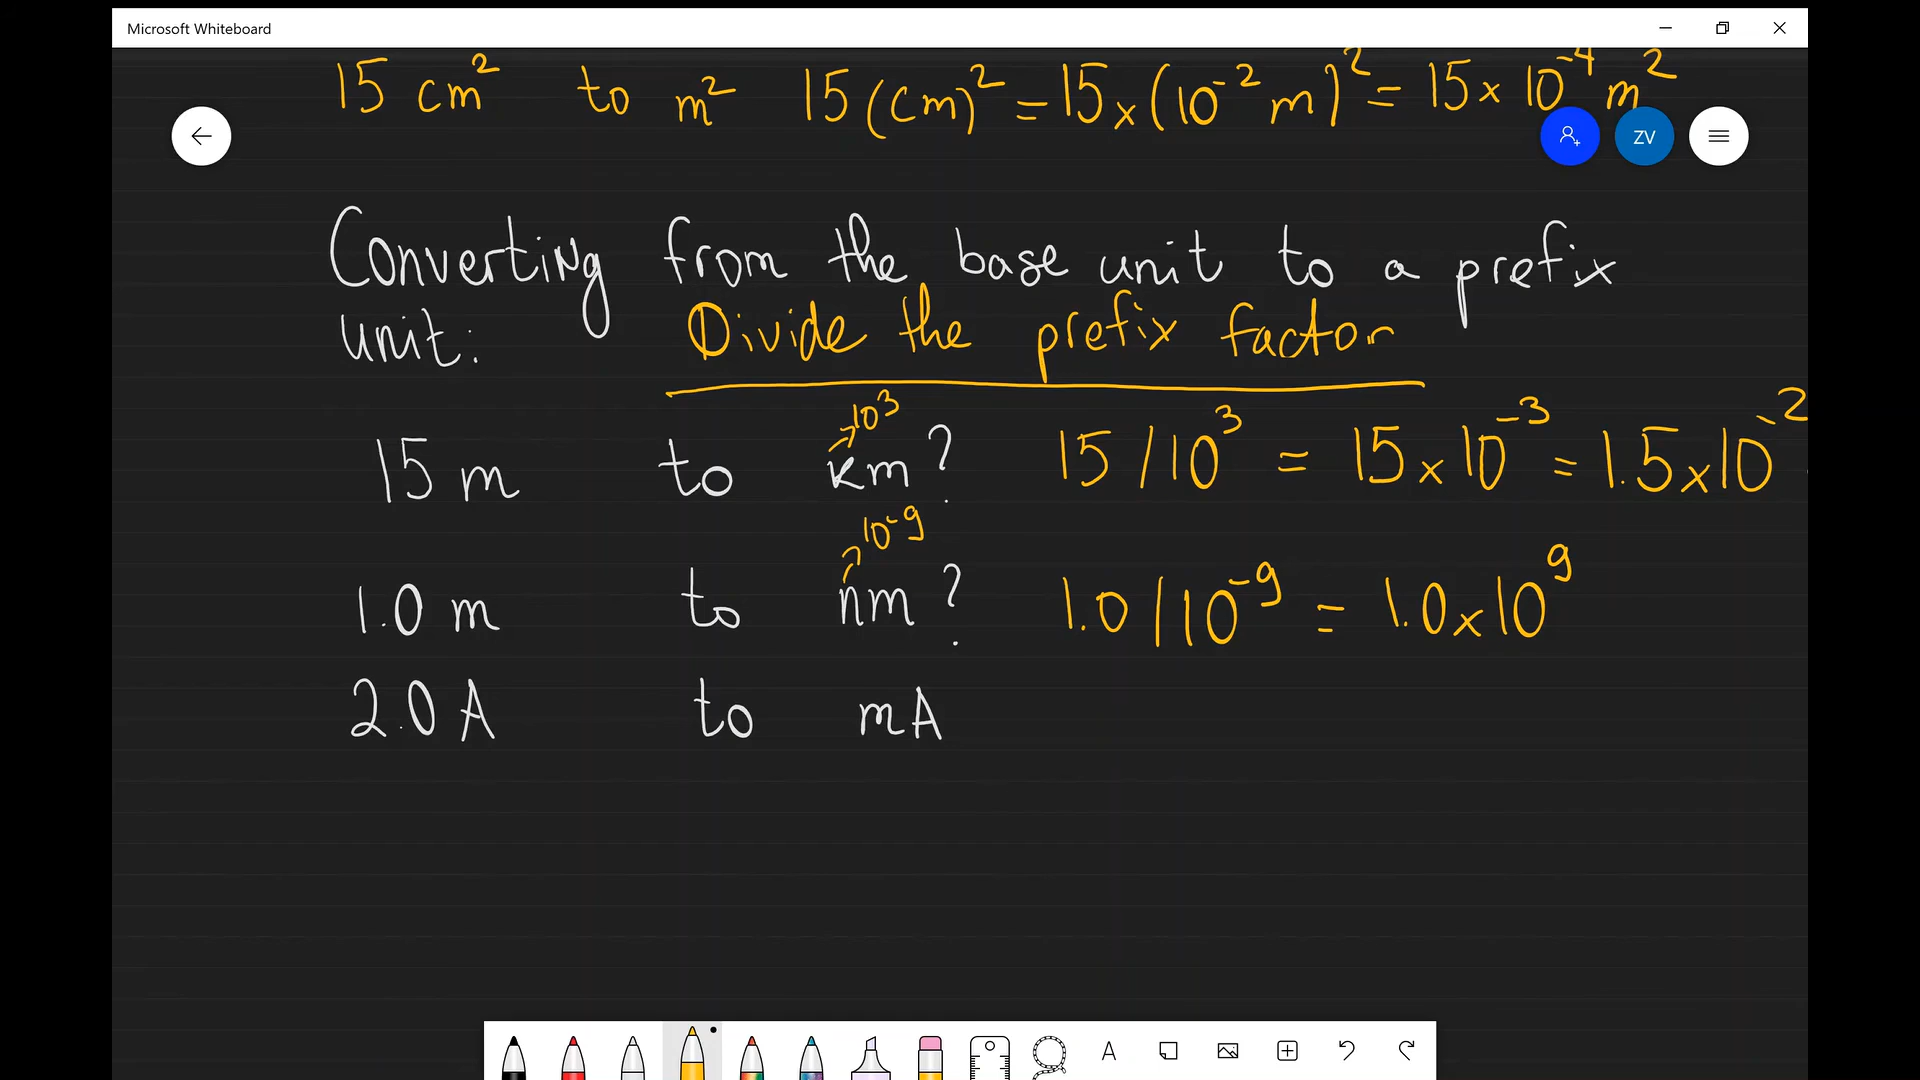 Microsoft Whiteboard
15 cm² to m² 15 (cm)² = 15 × (10⁻² m)² = 15 × 10⁻⁴ m²
ZV
Converting from the base unit to a prefix
unit: Divide the prefix factor
10³
15 m to km? 15 / 10³ = 15 × 10⁻³ = 1.5 × 10⁻²
10⁻⁹
1.0 m to nm? 1.0 / 10⁻⁹ = 1.0 × 10⁹
2.0 A to mA
A